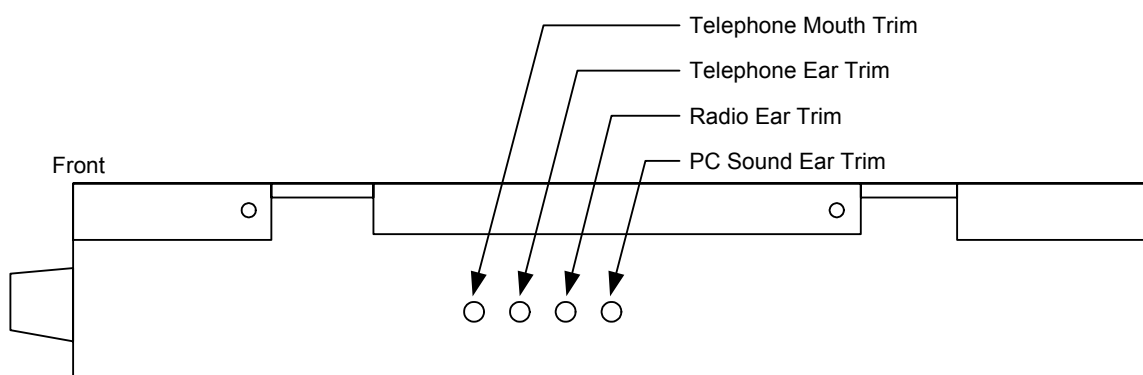 Telephone Mouth Trim
Telephone Ear Trim
Radio Ear Trim
PC Sound Ear Trim
Front